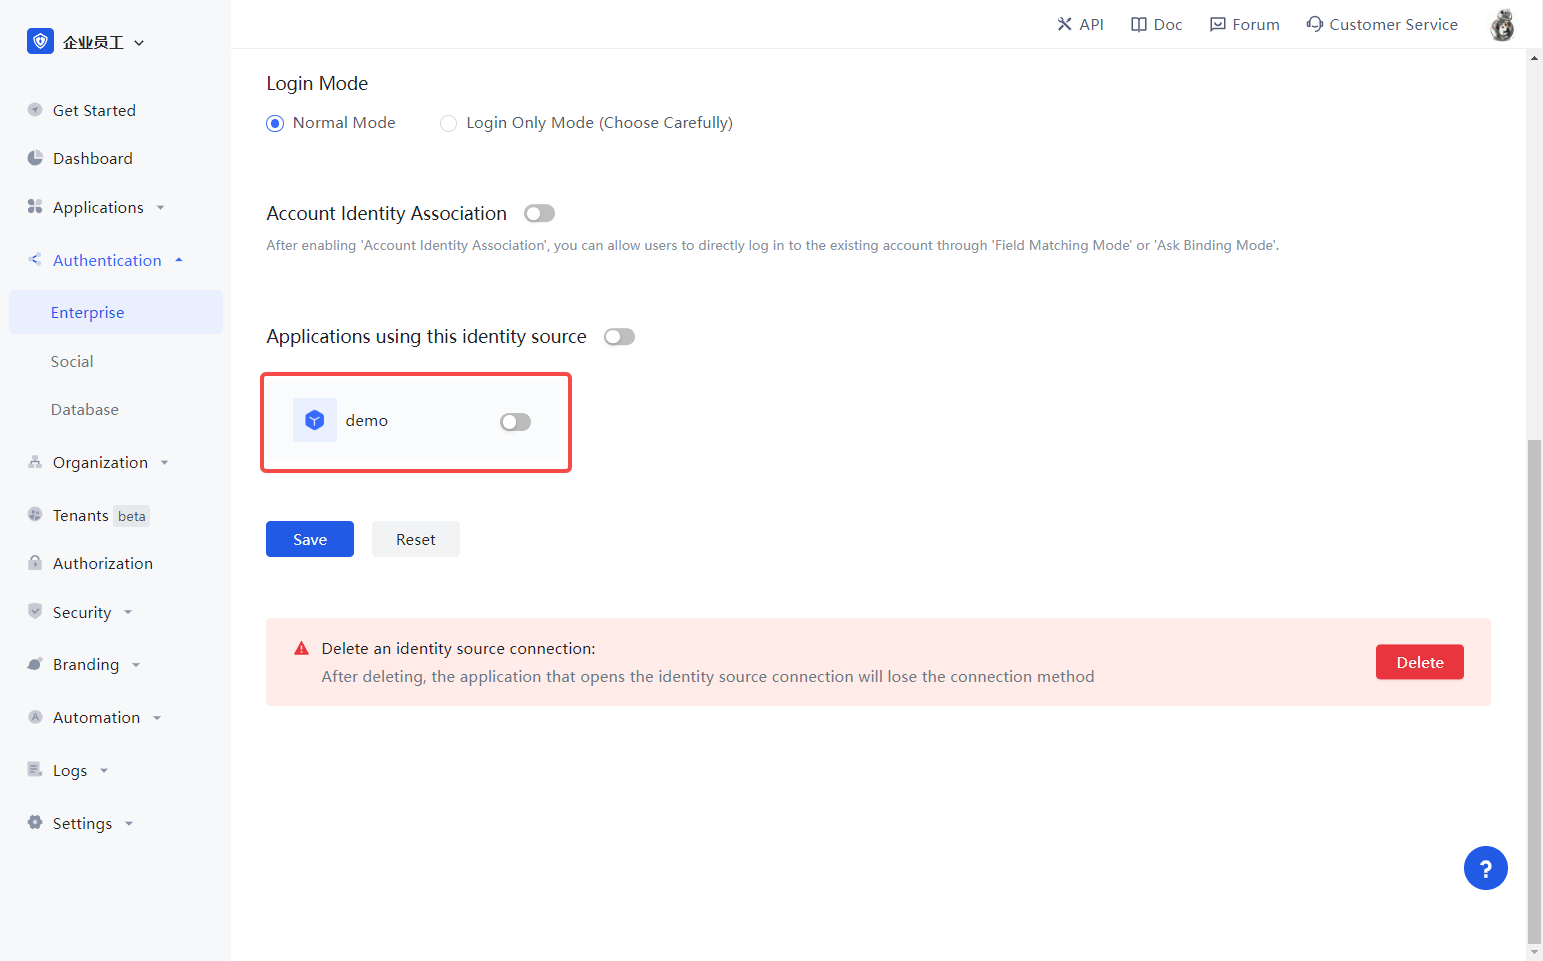 企业员工
API
Doc
Forum
Customer Service
Get Started
Dashboard
Applications
Authentication
Enterprise
Social
Database
Organization
Tenants beta
Authorization
Security
Branding
Automation
Logs
Settings
Login Mode
Normal Mode
Login Only Mode (Choose Carefully)
Account Identity Association
After enabling 'Account Identity Association', you can allow users to directly log in to the existing account through 'Field Matching Mode' or 'Ask Binding Mode'.
Applications using this identity source
demo
Save
Reset
Delete an identity source connection:
After deleting, the application that opens the identity source connection will lose the connection method
Delete
?